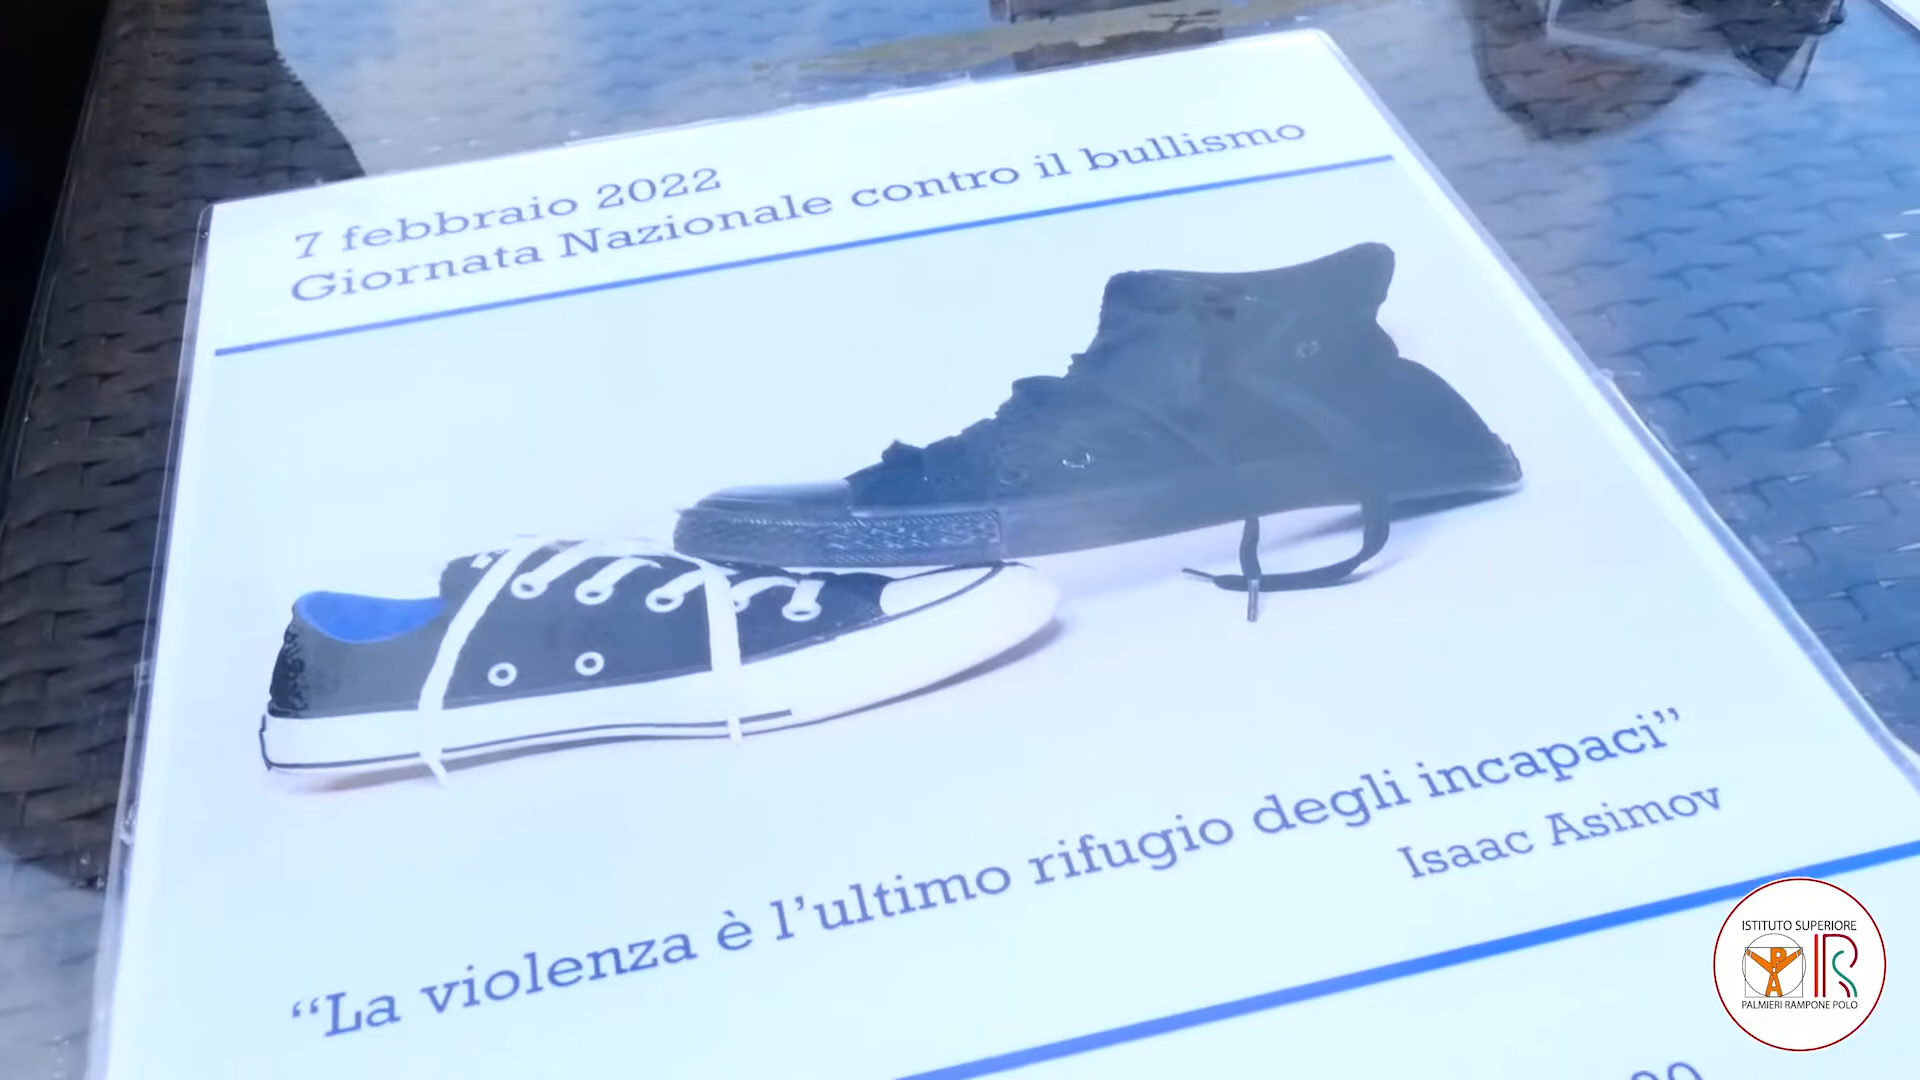 7 febbraio 2022
Giornata Nazionale contro il bullismo
“La violenza è l’ultimo rifugio degli incapaci”
Isaac Asimov
ISTITUTO SUPERIORE
PALMIERI RAMPONE POLO